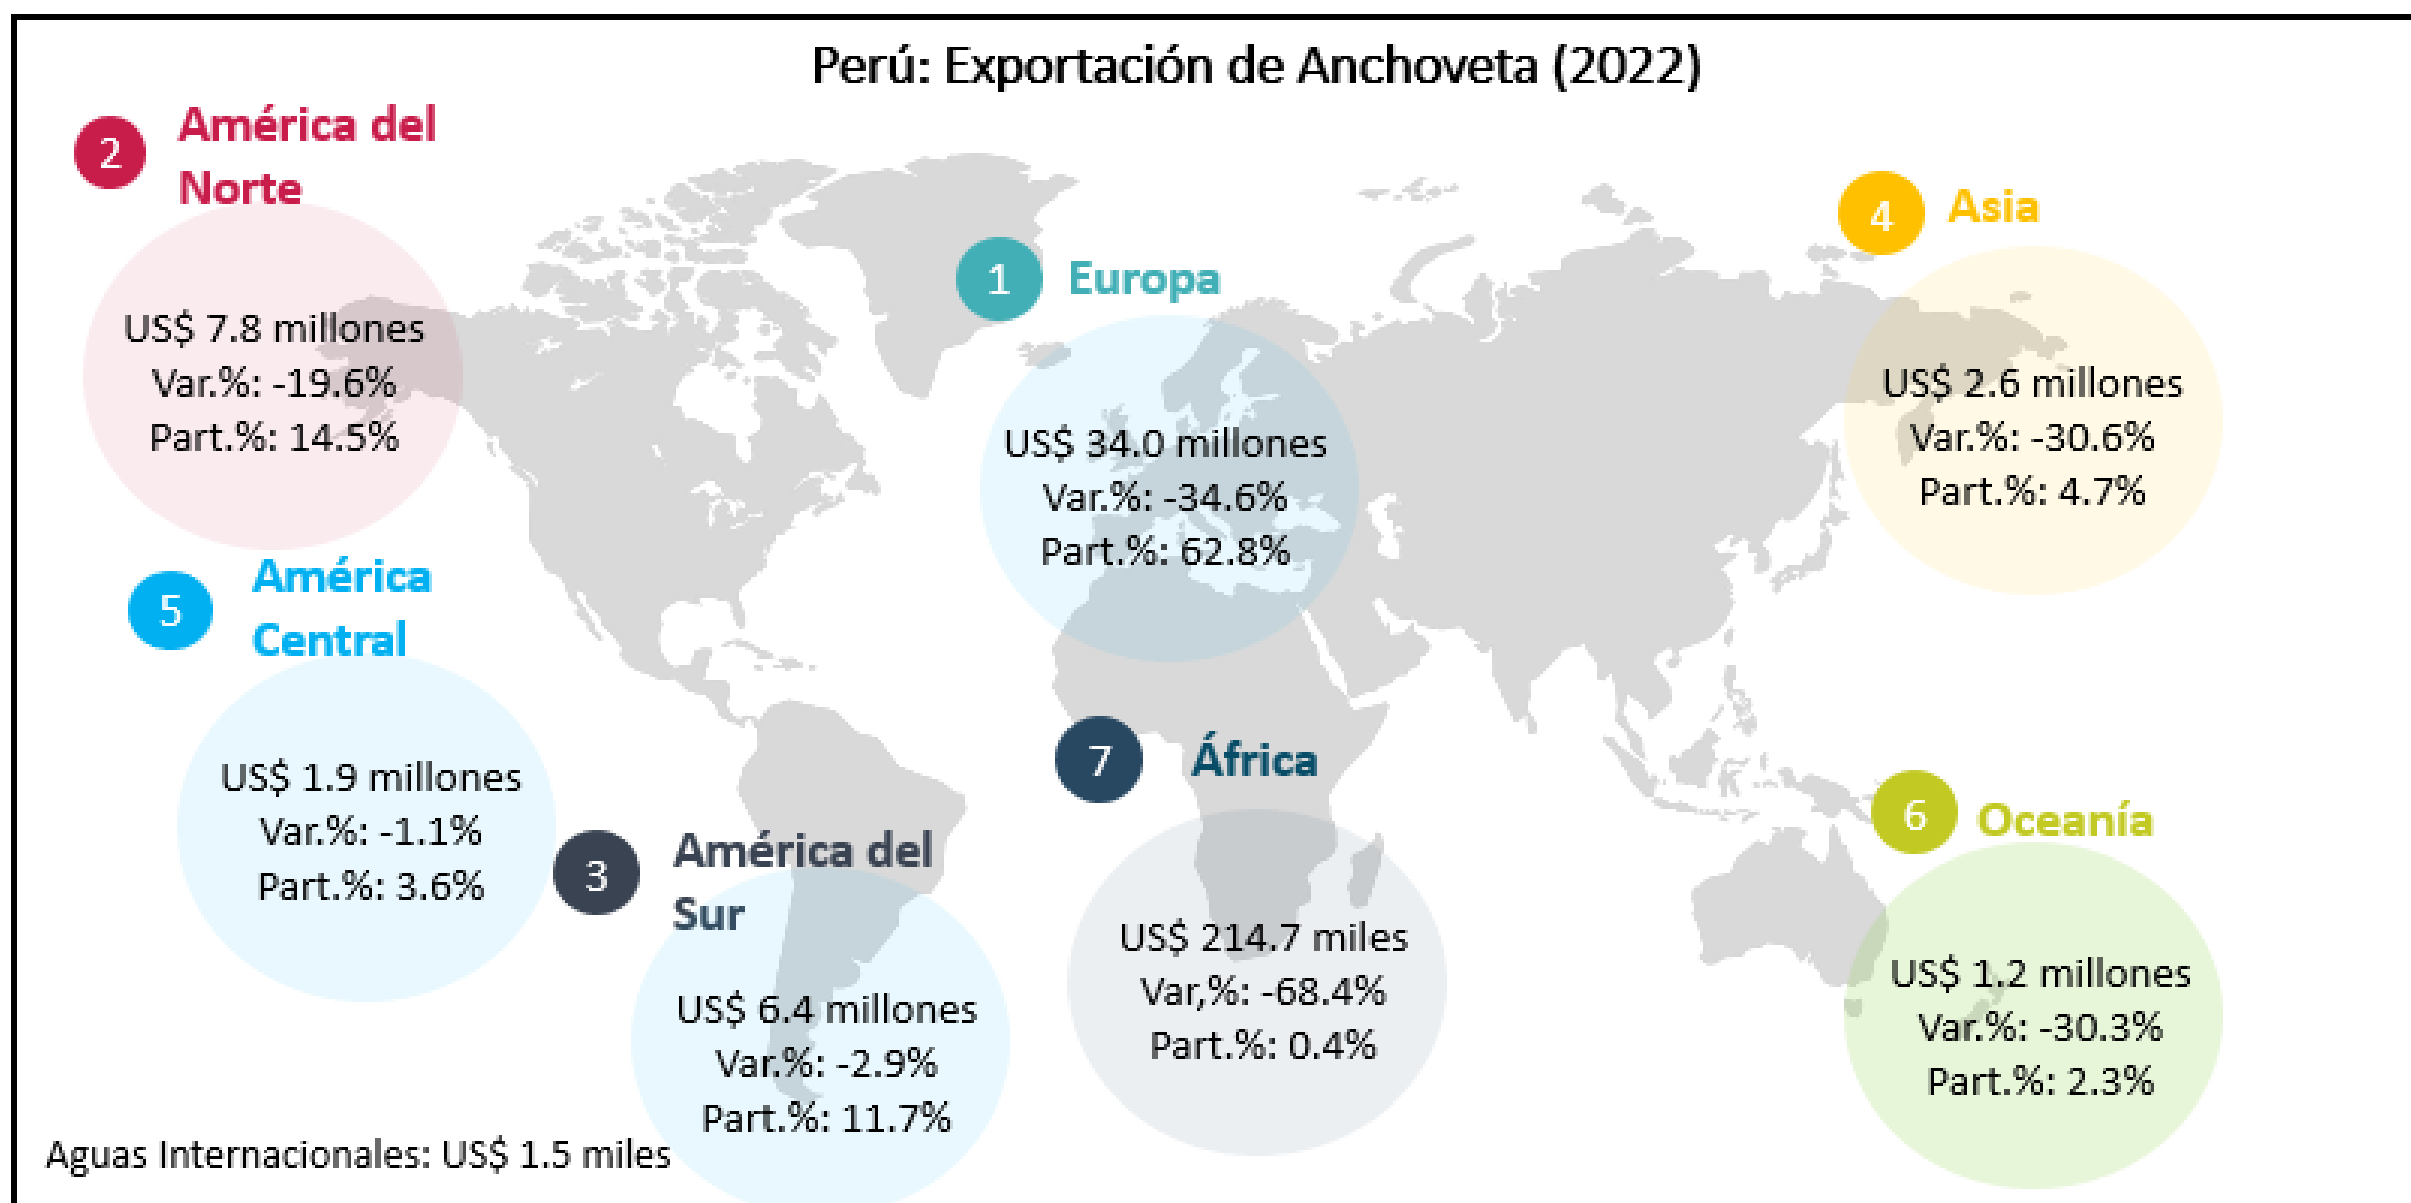 Perú: Exportación de Anchoveta (2022)
2
América del
Norte
US$ 7.8 millones
Var.%: -19.6%
Part.%: 14.5%
1
Europa
US$ 34.0 millones
Var.%: -34.6%
Part.%: 62.8%
4
Asia
US$ 2.6 millones
Var.%: -30.6%
Part.%: 4.7%
5
América
Central
US$ 1.9 millones
Var.%: -1.1%
Part.%: 3.6%
3
América del
Sur
US$ 6.4 millones
Var.%: -2.9%
Part.%: 11.7%
7
África
US$ 214.7 miles
Var,%: -68.4%
Part.%: 0.4%
6
Oceanía
US$ 1.2 millones
Var.%: -30.3%
Part.%: 2.3%
Aguas Internacionales: US$ 1.5 miles